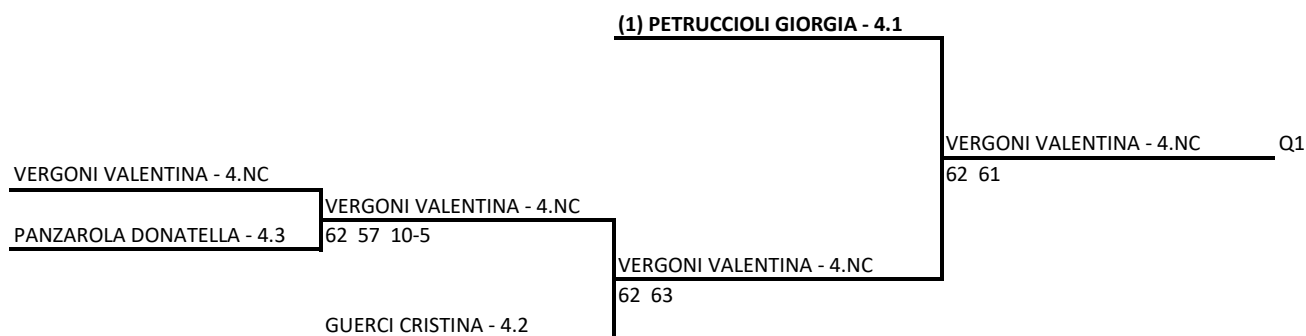 (1) PETRUCCIOLI GIORGIA - 4.1
VERGONI VALENTINA - 4.NC Q1
62 61
VERGONI VALENTINA - 4.NC
VERGONI VALENTINA - 4.NC
PANZAROLA DONATELLA - 4.3
62 57 10-5
VERGONI VALENTINA - 4.NC
62 63
GUERCI CRISTINA - 4.2